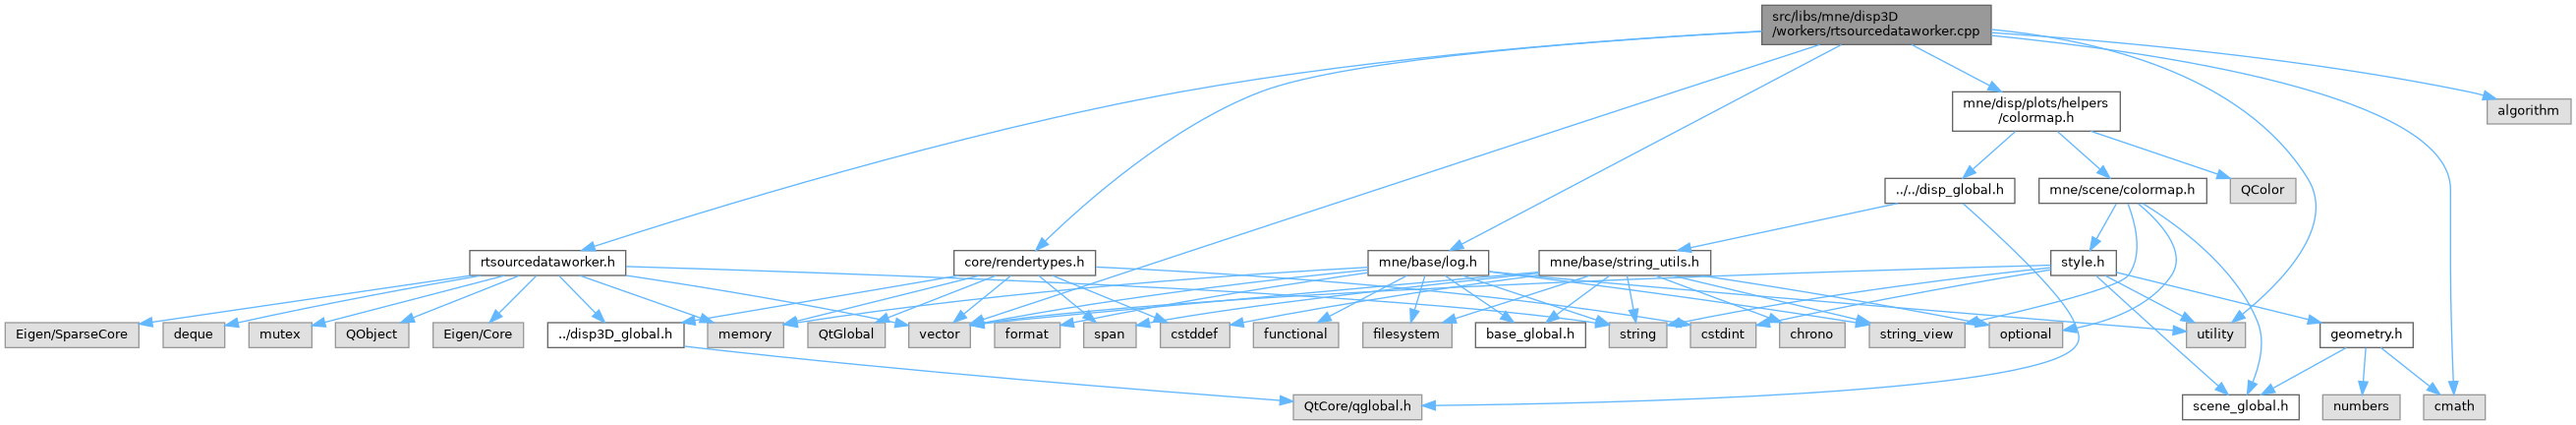 src/libs/mne/disp3D
/workers/rtsourcedataworker.cpp
mne/disp/plots/helpers
/colormap.h
algorithm
../../disp_global.h
mne/scene/colormap.h
QColor
rtsourcedataworker.h
core/rendertypes.h
mne/base/log.h
mne/base/string_utils.h
style.h
Eigen/SparseCore
deque
mutex
QObject
Eigen/Core
../disp3D_global.h
memory
QtGlobal
vector
format
span
cstddef
functional
filesystem
base_global.h
string
cstdint
chrono
string_view
optional
utility
geometry.h
QtCore/qglobal.h
scene_global.h
numbers
cmath